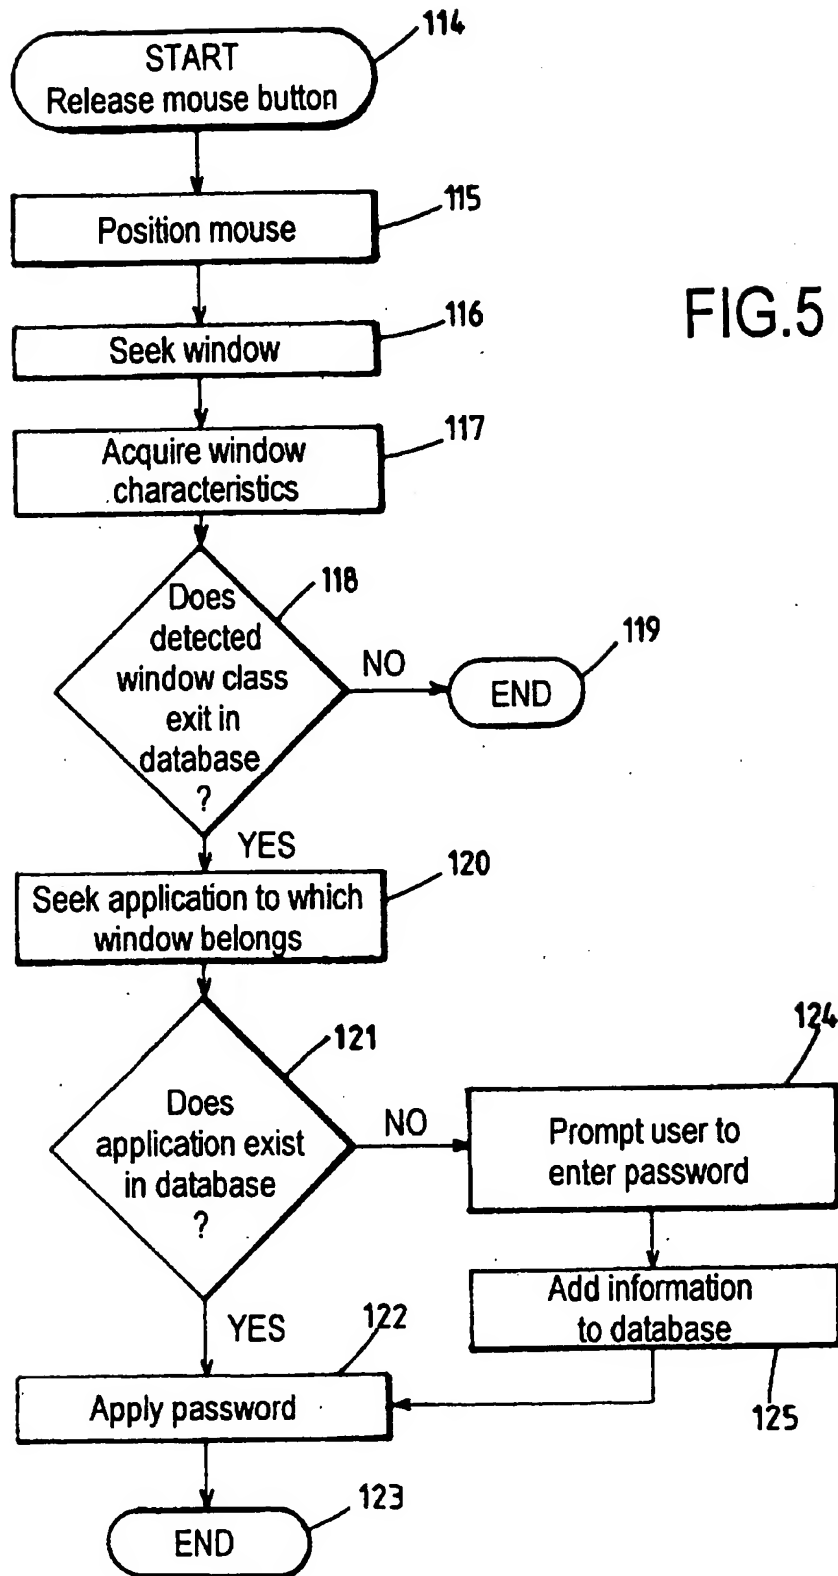 114
START
Release mouse button
115
Position mouse
116
Seek window
FIG.5
117
Acquire window
characteristics
118
Does
detected
window class
exit in
database
?
NO
119
END
YES
120
Seek application to which
window belongs
121
Does
application exist
in database
?
NO
124
Prompt user to
enter password
Add information
to database
125
YES
122
Apply password
123
END